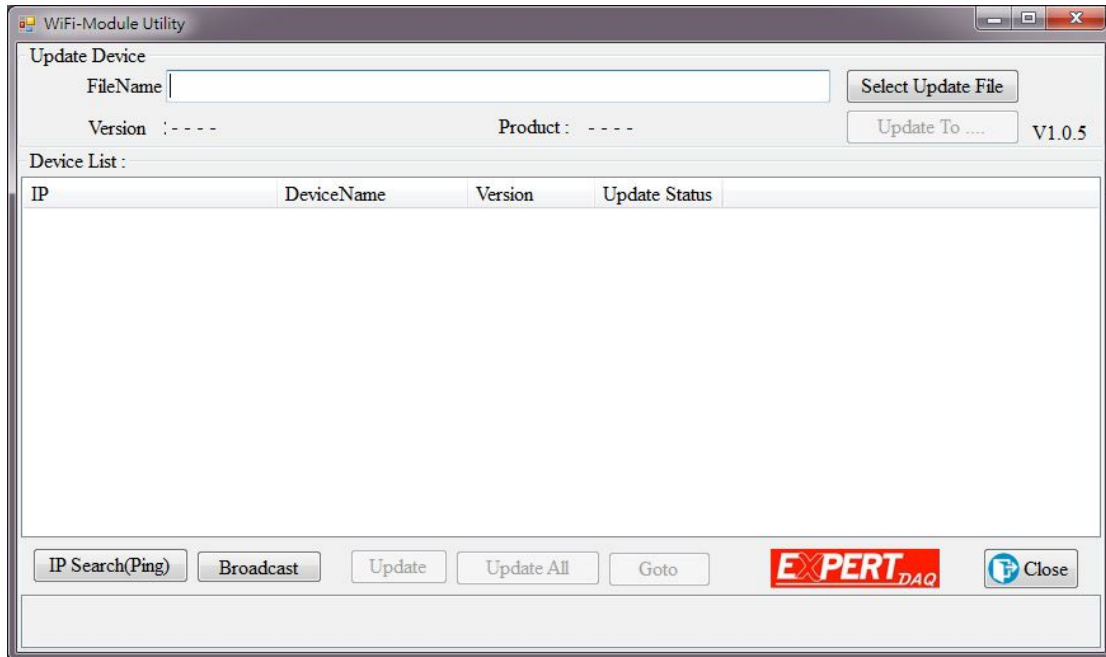 WiFi-Module Utility
Update Device
FileName
Select Update File
Version : - - - - Product : - - - -
Update To ....
V1.0.5
Device List :
IP DeviceName Version Update Status
IP Search(Ping) Broadcast Update Update All Goto EXPERT DAQ Close